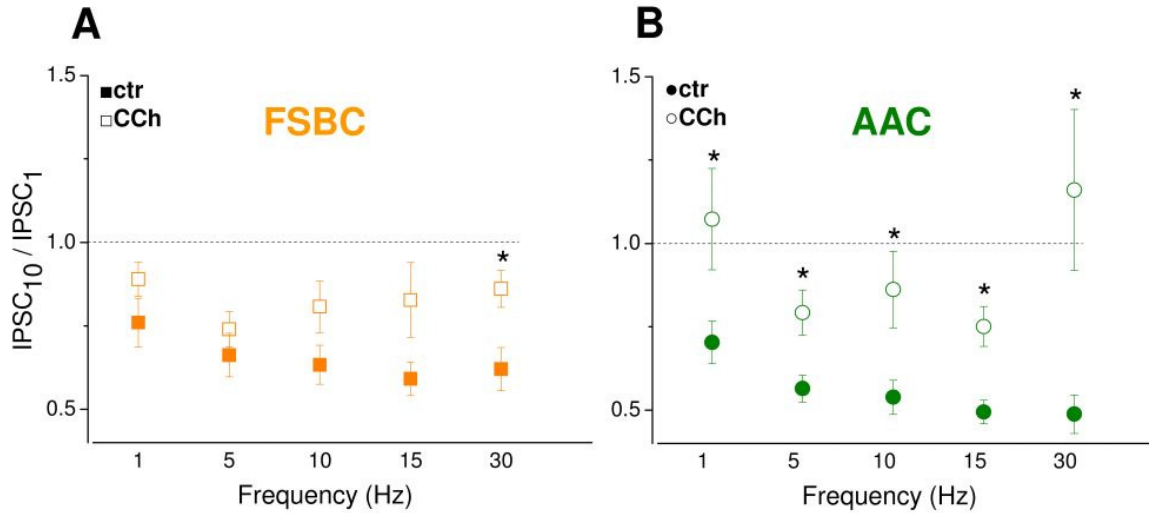 A
1.5
ctr
CCh
FSBC
1.0
*
0.5
IPSC10 / IPSC1
1 5 10 15 30
Frequency (Hz)
B
1.5
ctr
CCh
AAC
*
*
1.0
*
*
*
0.5
1 5 10 15 30
Frequency (Hz)